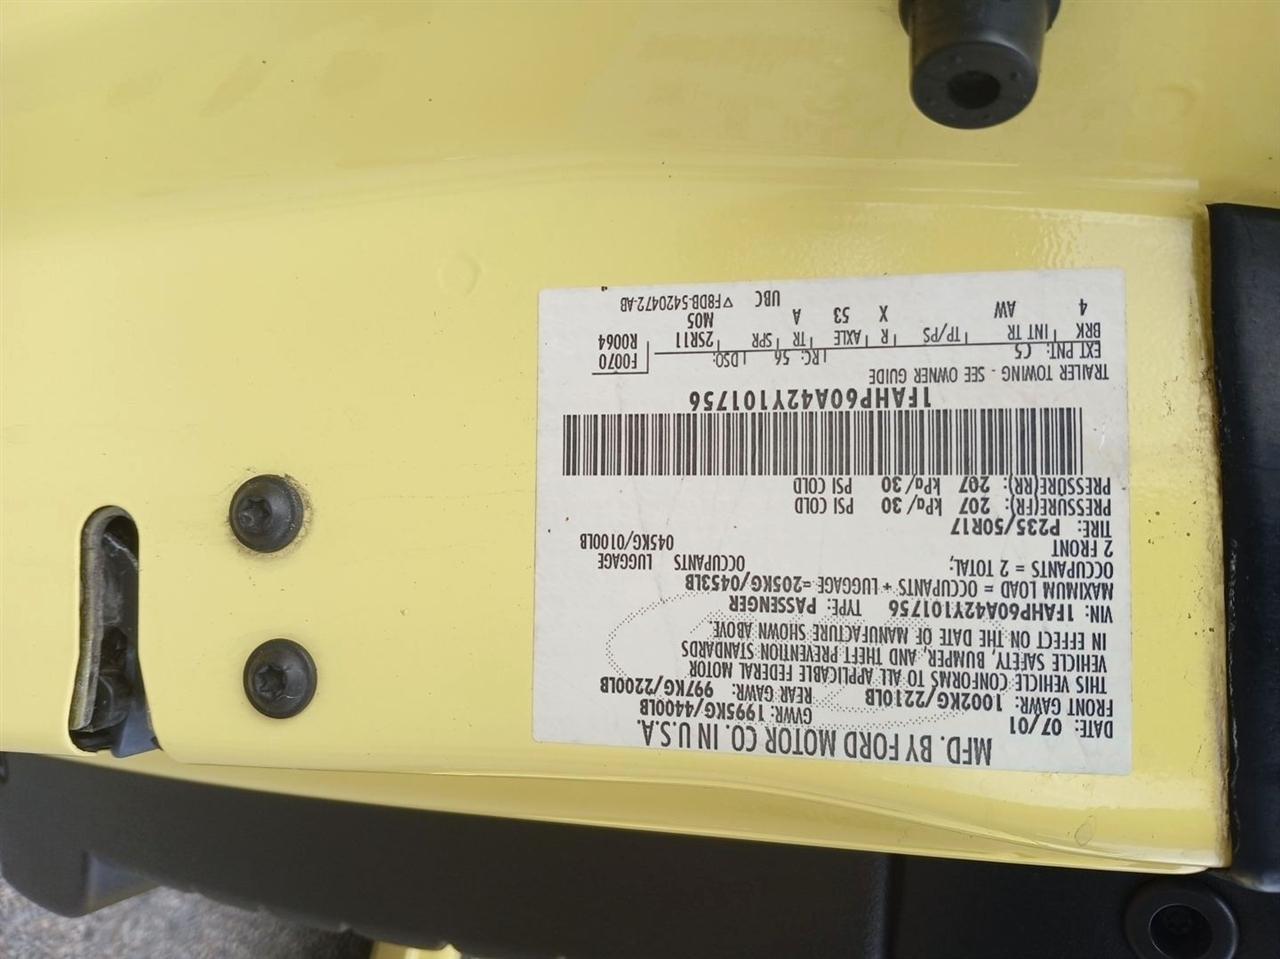 MFD. BY FORD MOTOR CO. IN U.S.A.
DATE: 07/01 GVWR: 1995KG/4400LB
FRONT GAWR: 1002KG/2210LB REAR GAWR: 997KG/2200LB
THIS VEHICLE CONFORMS TO ALL APPLICABLE FEDERAL MOTOR
VEHICLE SAFETY, BUMPER, AND THEFT PREVENTION STANDARDS
IN EFFECT ON THE DATE OF MANUFACTURE SHOWN ABOVE
VIN: 1FAHP60A42Y101756 TYPE: PASSENGER
MAXIMUM LOAD = OCCUPANTS + LUGGAGE = 205KG/0453LB
OCCUPANTS = 2 TOTAL; OCCUPANTS LUGGAGE
2 FRONT 045KG/0100LB
TIRE: P235/50R17
PRESSURE(FR): 207 kPa/30 PSI COLD
PRESSURE(RR): 207 kPa/30 PSI COLD
1FAHP60A42Y101756
TRAILER TOWING - SEE OWNER GUIDE
EXT PNT: C5 RC: 56 DSO: F0070
BRK INT TR TP/PS R AXLE TR SPR 2SR11 R0064
4 AW X 53 A N05
UBC F8DB-5420472-AB